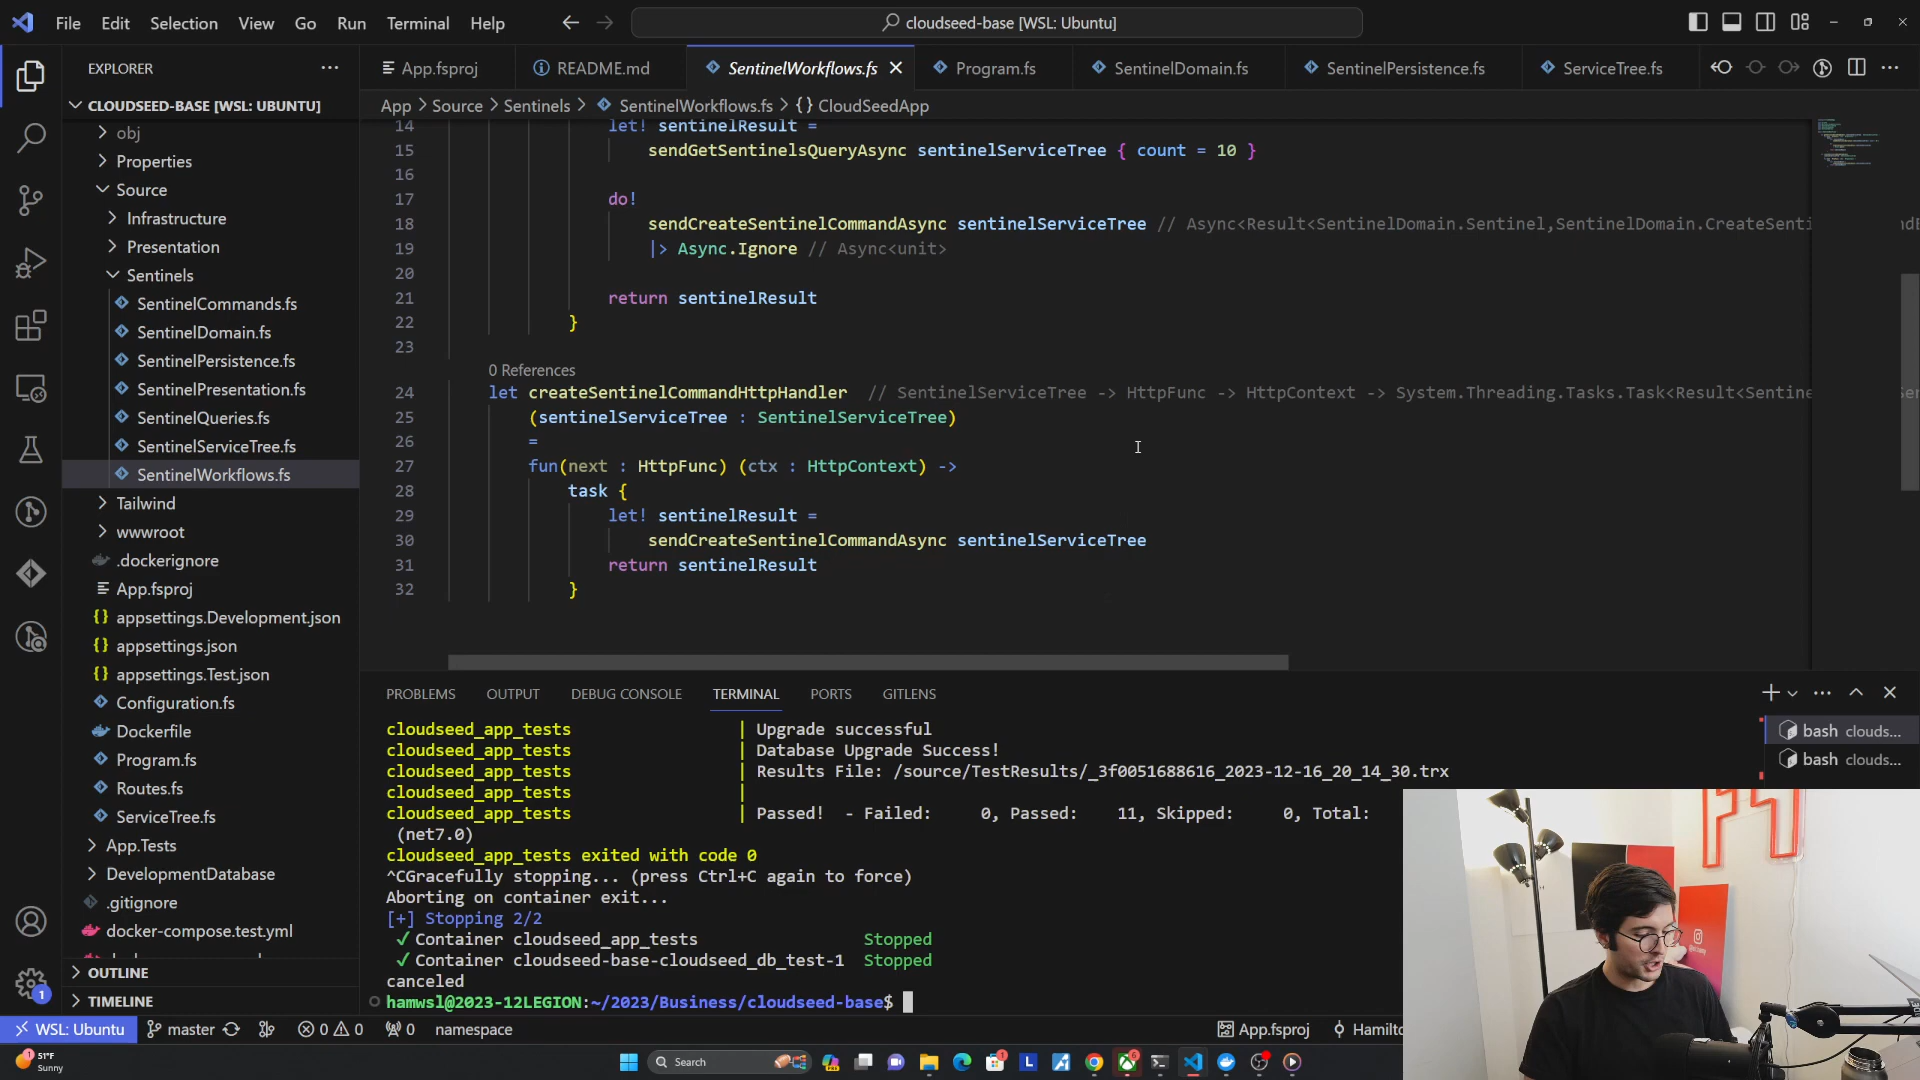 File Edit Selection View Go Run Terminal Help
cloudseed-base [WSL: Ubuntu]
EXPLORER
App.fsproj
README.md
SentinelWorkflows.fs
Program.fs
SentinelDomain.fs
SentinelPersistence.fs
ServiceTree.fs
App > Source > Sentinels > SentinelWorkflows.fs > {} CloudSeedApp
CLOUDSEED-BASE [WSL: UBUNTU]
obj
Properties
Source
Infrastructure
Presentation
Sentinels
SentinelCommands.fs
SentinelDomain.fs
SentinelPersistence.fs
SentinelPresentation.fs
SentinelQueries.fs
SentinelServiceTree.fs
SentinelWorkflows.fs
Tailwind
wwwroot
.dockerignore
App.fsproj
appsettings.Development.json
appsettings.json
appsettings.Test.json
Configuration.fs
Dockerfile
Program.fs
Routes.fs
ServiceTree.fs
App.Tests
DevelopmentDatabase
.gitignore
docker-compose.test.yml
OUTLINE
TIMELINE
14 let! sentinelResult =
15 sendGetSentinelsQueryAsync sentinelServiceTree { count = 10 }
16
17 do!
18 sendCreateSentinelCommandAsync sentinelServiceTree // Async<Result<SentinelDomain.Sentinel,SentinelDomain.CreateSenti
19 |> Async.Ignore // Async<unit>
20
21 return sentinelResult
22 }
23
0 References
24 let createSentinelCommandHttpHandler // SentinelServiceTree -> HttpFunc -> HttpContext -> System.Threading.Tasks.Task<Result<Sentine
25 (sentinelServiceTree : SentinelServiceTree)
26 =
27 fun(next : HttpFunc) (ctx : HttpContext) ->
28 task {
29 let! sentinelResult =
30 sendCreateSentinelCommandAsync sentinelServiceTree
31 return sentinelResult
32 }
PROBLEMS OUTPUT DEBUG CONSOLE TERMINAL PORTS GITLENS
cloudseed_app_tests | Upgrade successful
cloudseed_app_tests | Database Upgrade Success!
cloudseed_app_tests | Results File: /source/TestResults/_3f0051688616_2023-12-16_20_14_30.trx
cloudseed_app_tests |
cloudseed_app_tests | Passed! - Failed: 0, Passed: 11, Skipped: 0, Total:
(net7.0)
cloudseed_app_tests exited with code 0
^CGracefully stopping... (press Ctrl+C again to force)
Aborting on container exit...
[+] Stopping 2/2
✓ Container cloudseed_app_tests Stopped
✓ Container cloudseed-base-cloudseed_db_test-1 Stopped
canceled
hamwsl@2023-12LEGION:~/2023/Business/cloudseed-base$
bash clouds...
bash clouds...
1
WSL: Ubuntu master 0 0 0 namespace App.fsproj Hamilto
51°F
Sunny
Search